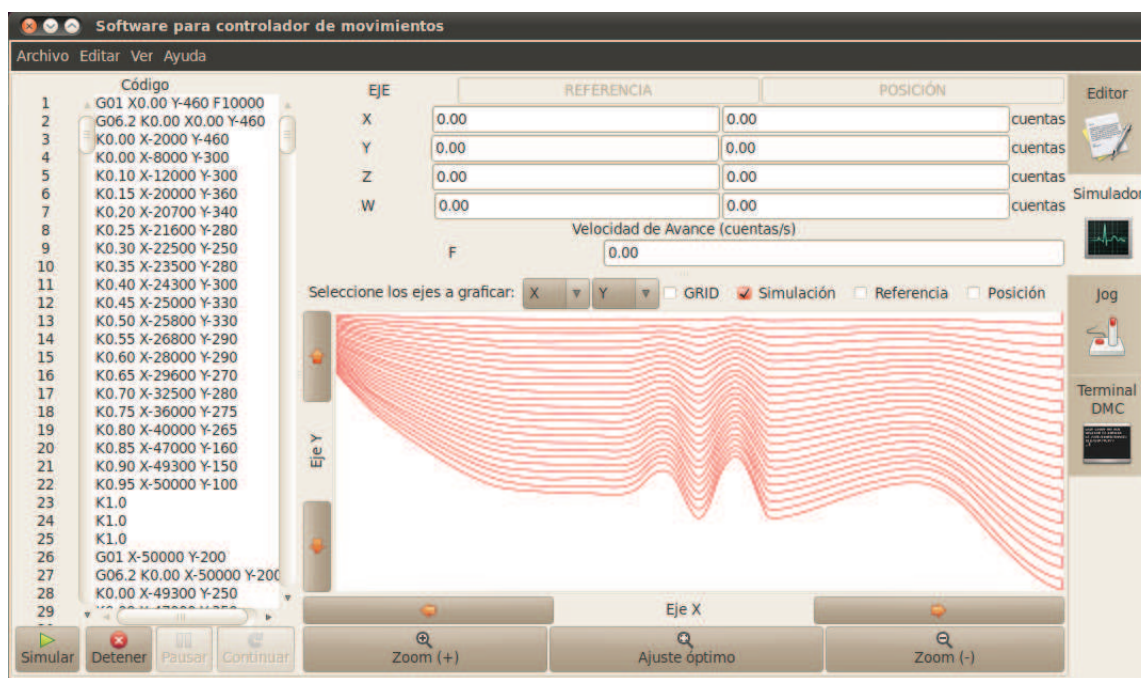 Software para controlador de movimientos
Archivo Editar Ver Ayuda
Código
1 G01 X0.00 Y-460 F10000
2 G06.2 K0.00 X0.00 Y-460
3 K0.00 X-2000 Y-460
4 K0.00 X-8000 Y-300
5 K0.10 X-12000 Y-300
6 K0.15 X-20000 Y-360
7 K0.20 X-20700 Y-340
8 K0.25 X-21600 Y-280
9 K0.30 X-22500 Y-250
10 K0.35 X-23500 Y-280
11 K0.40 X-24300 Y-300
12 K0.45 X-25000 Y-330
13 K0.50 X-25800 Y-330
14 K0.55 X-26800 Y-290
15 K0.60 X-28000 Y-290
16 K0.65 X-29600 Y-270
17 K0.70 X-32500 Y-280
18 K0.75 X-36000 Y-275
19 K0.80 X-40000 Y-265
20 K0.85 X-47000 Y-160
21 K0.90 X-49300 Y-150
22 K0.95 X-50000 Y-100
23 K1.0
24 K1.0
25 K1.0
26 G01 X-50000 Y-200
27 G06.2 K0.00 X-50000 Y-200
28 K0.00 X-49300 Y-250
29
Simular Detener Pausar Continuar
EJE REFERENCIA POSICIÓN
X 0.00 0.00 cuentas
Y 0.00 0.00 cuentas
Z 0.00 0.00 cuentas
W 0.00 0.00 cuentas
Velocidad de Avance (cuentas/s)
F 0.00
Seleccione los ejes a graficar: X Y GRID Simulación Referencia Posición
Eje Y
Eje X
Zoom (+) Ajuste óptimo Zoom (-)
Editor
Simulador
Jog
Terminal
DMC